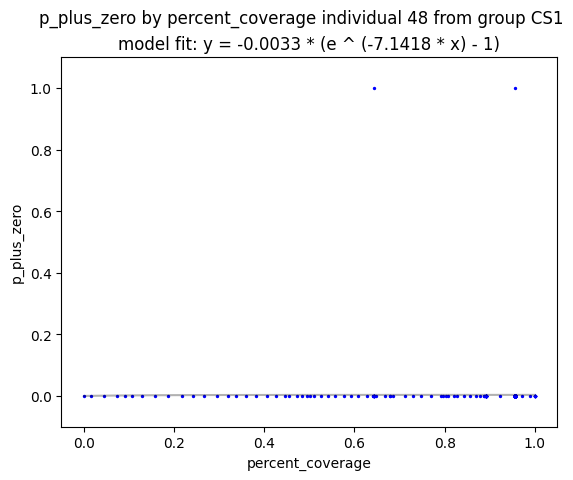 p_plus_zero by percent_coverage individual 48 from group CS1
model fit: y = -0.0033 * (e ^ (-7.1418 * x) - 1)
1.0
0.8
0.6
0.4
0.2
0.0
p_plus_zero
0.0 0.2 0.4 0.6 0.8 1.0
percent_coverage